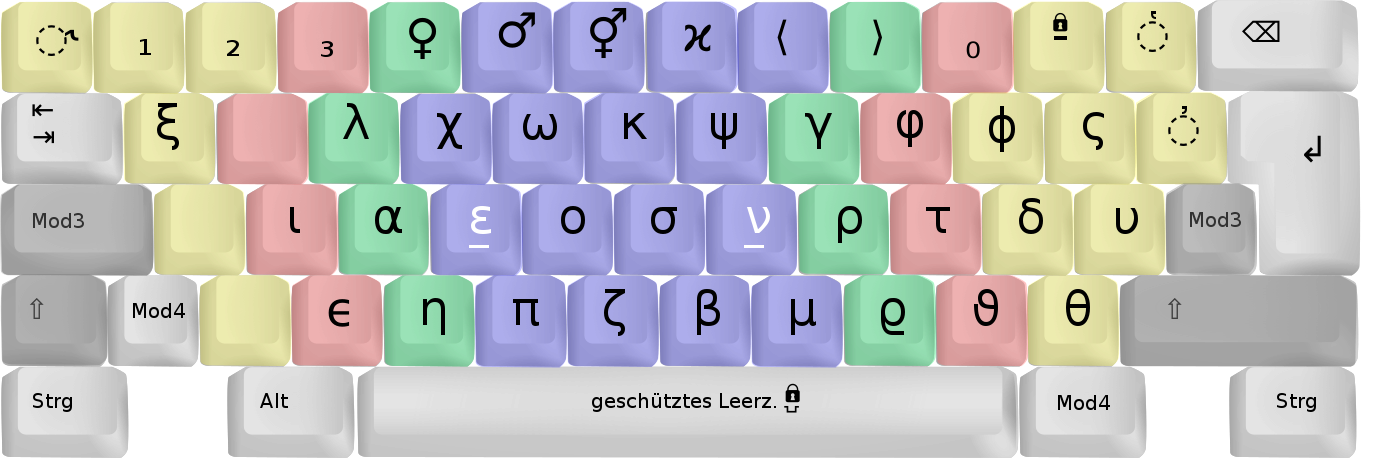 ◌῞ ₁ ₂ ₃ ♀ ♂ ⚥ ϰ ⟨ ⟩ ₀ ◌̔ ⌫
⇤ ⇥ ξ λ χ ω κ ψ γ φ ϕ ς ◌̓ ↲
Mod3 ι α ε ο σ ν ρ τ δ υ Mod3
⇧ Mod4 ϵ η π ζ β μ ϱ ϑ θ ⇧
Strg Alt geschütztes Leerz. Mod4 Strg